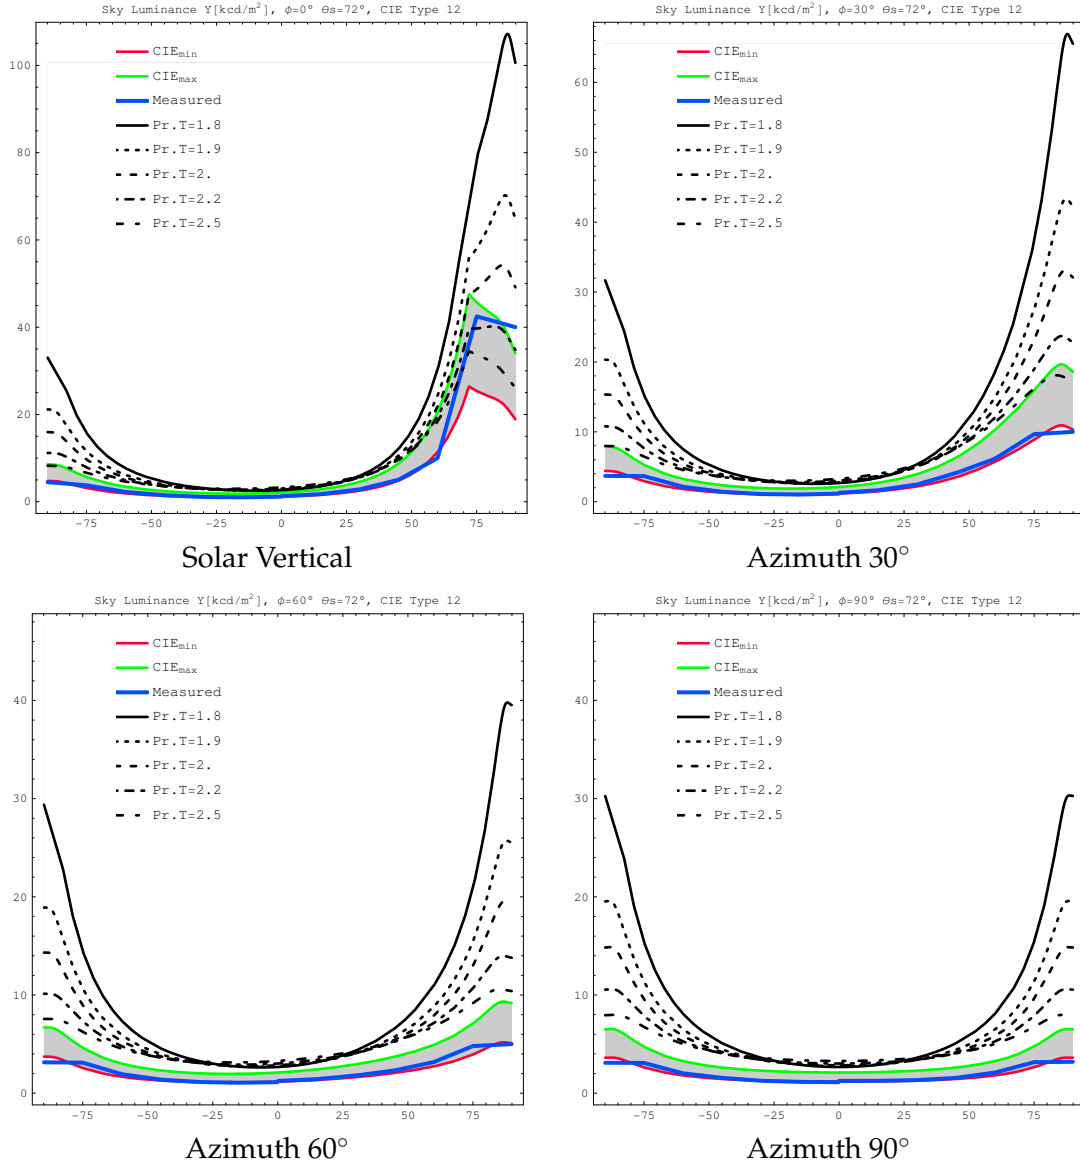 Sky Luminance Y[kcd/m²], ϕ=0° Θs=72°, CIE Type 12
CIEmin
CIEmax
Measured
Pr.T=1.8
Pr.T=1.9
Pr.T=2.
Pr.T=2.2
Pr.T=2.5
100
80
60
40
20
0
-75 -50 -25 0 25 50 75
Solar Vertical
Sky Luminance Y[kcd/m²], ϕ=30° Θs=72°, CIE Type 12
CIEmin
CIEmax
Measured
Pr.T=1.8
Pr.T=1.9
Pr.T=2.
Pr.T=2.2
Pr.T=2.5
60
50
40
30
20
10
0
-75 -50 -25 0 25 50 75
Azimuth 30°
Sky Luminance Y[kcd/m²], ϕ=60° Θs=72°, CIE Type 12
CIEmin
CIEmax
Measured
Pr.T=1.8
Pr.T=1.9
Pr.T=2.
Pr.T=2.2
Pr.T=2.5
40
30
20
10
0
-75 -50 -25 0 25 50 75
Azimuth 60°
Sky Luminance Y[kcd/m²], ϕ=90° Θs=72°, CIE Type 12
CIEmin
CIEmax
Measured
Pr.T=1.8
Pr.T=1.9
Pr.T=2.
Pr.T=2.2
Pr.T=2.5
40
30
20
10
0
-75 -50 -25 0 25 50 75
Azimuth 90°